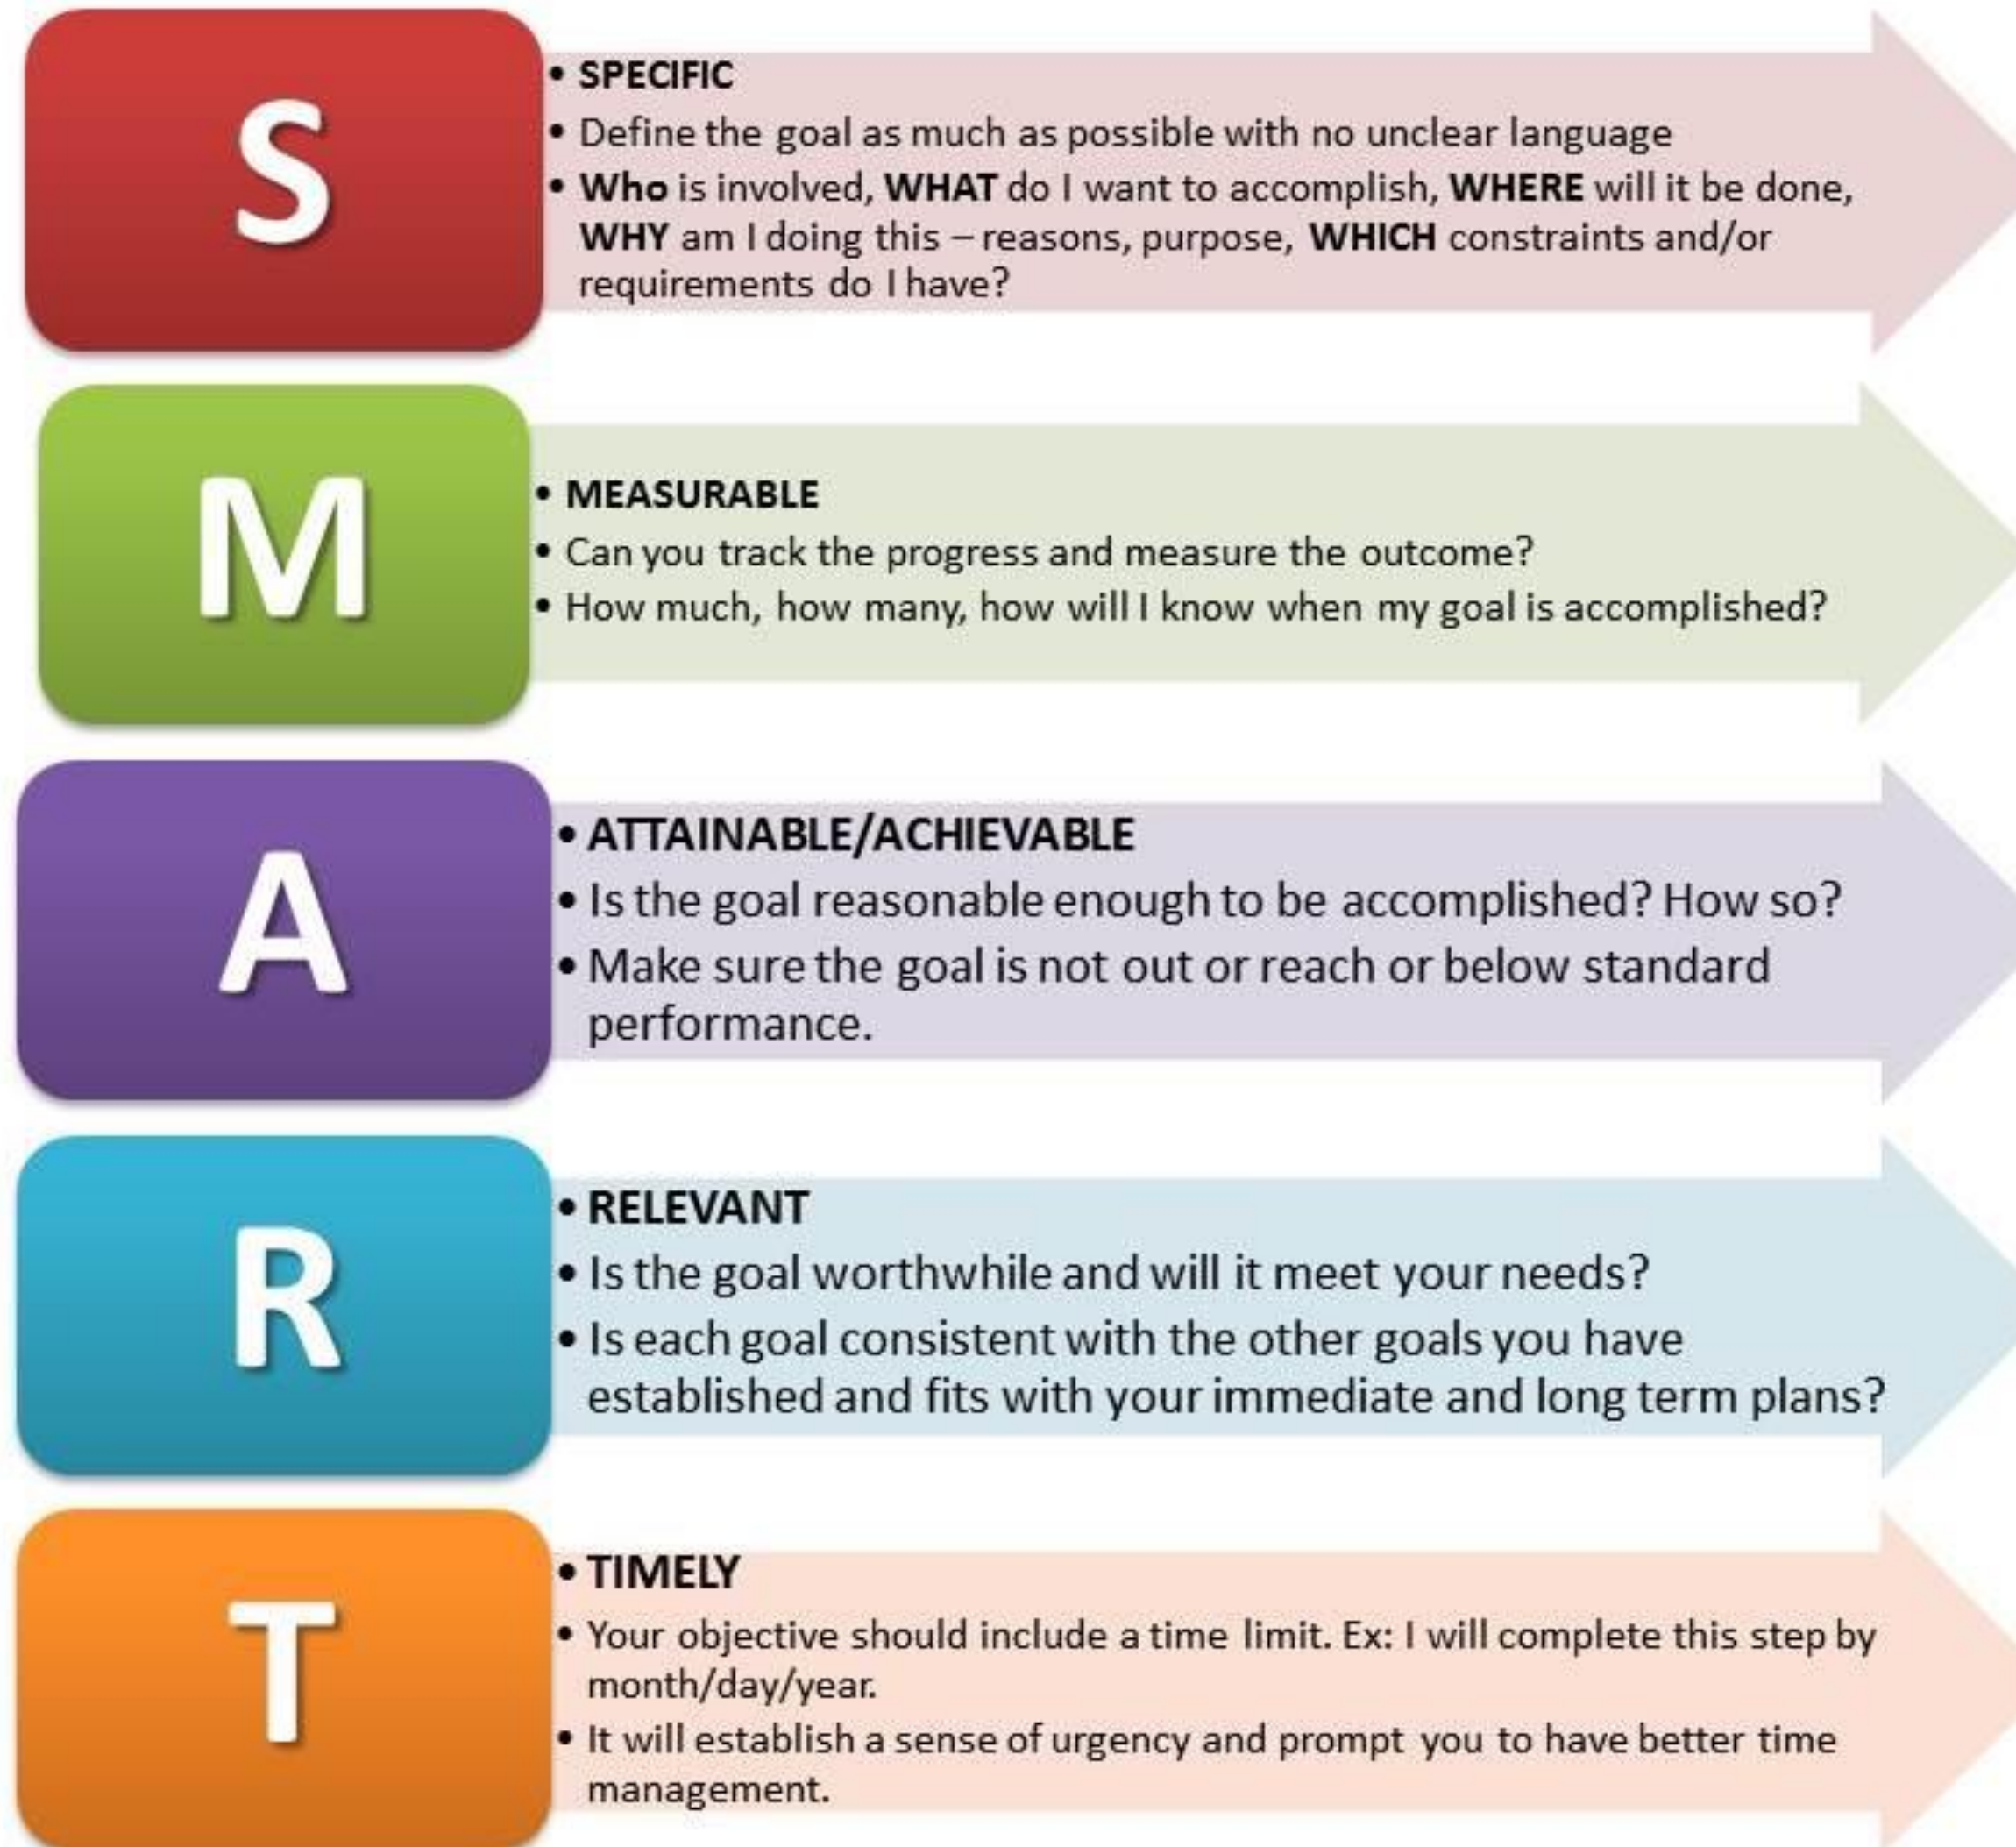 S
• SPECIFIC
• Define the goal as much as possible with no unclear language
• Who is involved, WHAT do I want to accomplish, WHERE will it be done,
WHY am I doing this – reasons, purpose, WHICH constraints and/or
requirements do I have?
M
• MEASURABLE
• Can you track the progress and measure the outcome?
• How much, how many, how will I know when my goal is accomplished?
A
• ATTAINABLE/ACHIEVABLE
• Is the goal reasonable enough to be accomplished? How so?
• Make sure the goal is not out or reach or below standard
performance.
R
• RELEVANT
• Is the goal worthwhile and will it meet your needs?
• Is each goal consistent with the other goals you have
established and fits with your immediate and long term plans?
T
• TIMELY
• Your objective should include a time limit. Ex: I will complete this step by
month/day/year.
• It will establish a sense of urgency and prompt you to have better time
management.